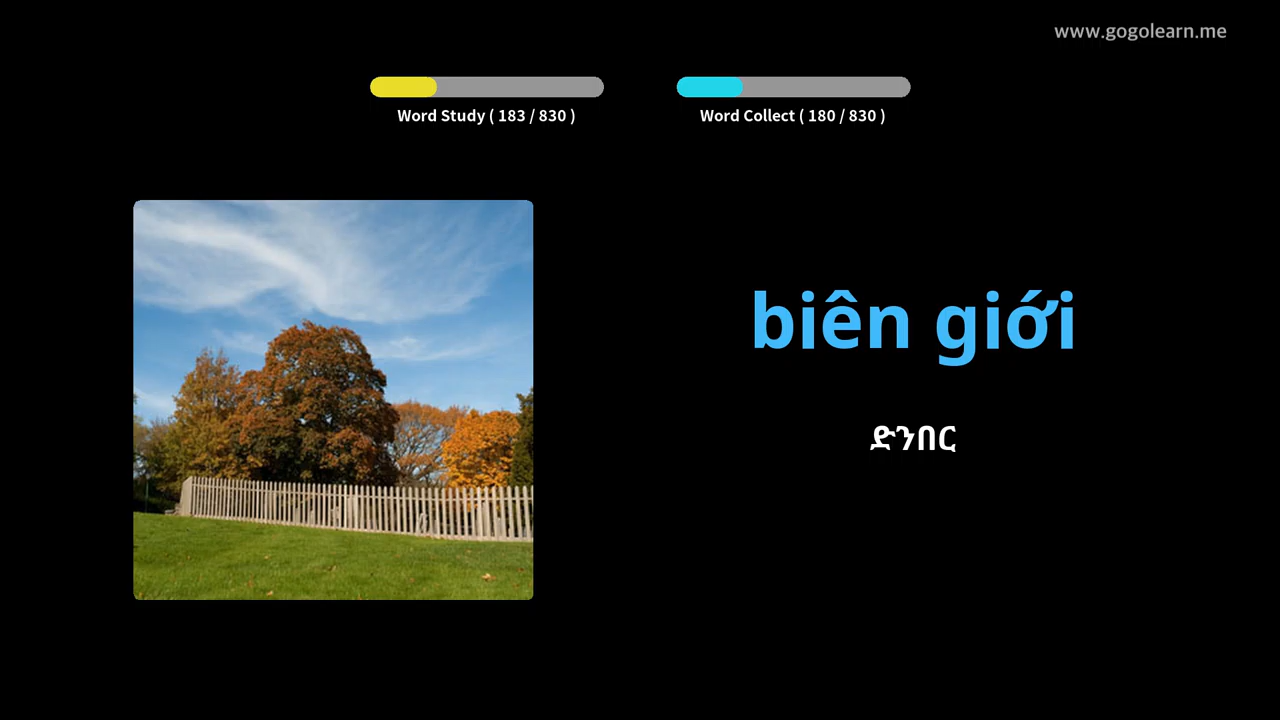 www.gogolearn.me
Word Study ( 183 / 830 )
Word Collect ( 180 / 830 )
biên giới
ድንበር